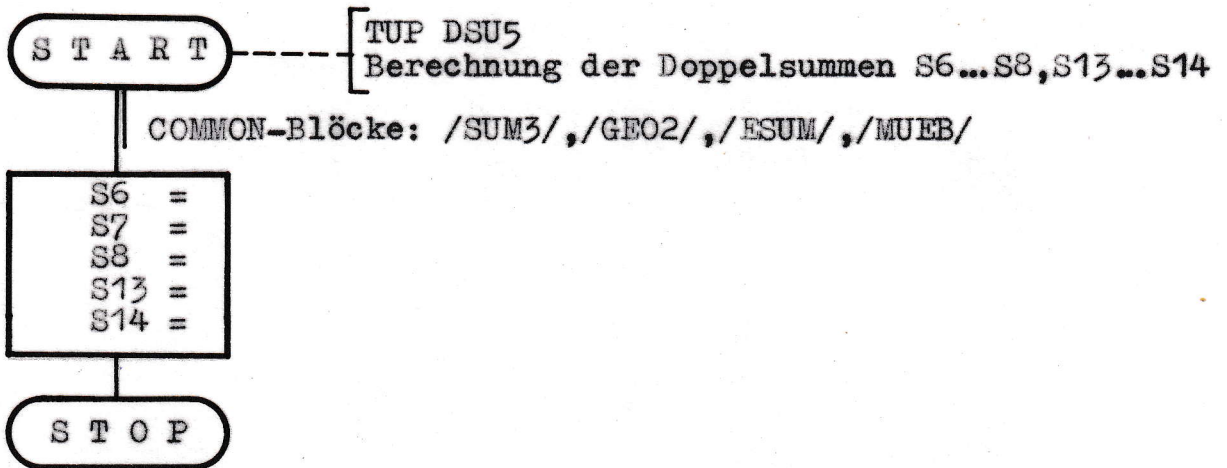 S T A R T
TUP DSU5
Berechnung der Doppelsummen S6...S8,S13...S14
COMMON-Blöcke: /SUM3/,/GEO2/,/ESUM/,/MUEB/
S6 =
S7 =
S8 =
S13 =
S14 =
S T O P